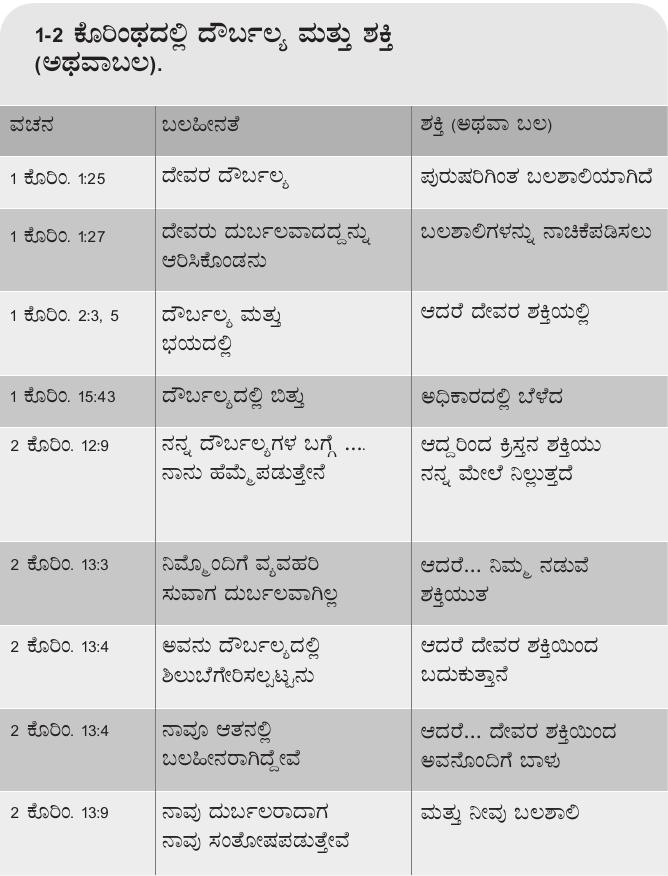 1-2 ಕೊರಿಂಥದಲ್ಲಿ ದೌರ್ಬಲ್ಯ ಮತ್ತು ಶಕ್ತಿ
(ಅಥವಾಬಲ).
ವಚನ ಬಲಹೀನತೆ ಶಕ್ತಿ (ಅಥವಾ ಬಲ)
1 ಕೊರಿಂ. 1:25 ದೇವರ ದೌರ್ಬಲ್ಯ ಪುರುಷರಿಗಿಂತ ಬಲಶಾಲಿಯಾಗಿದೆ
1 ಕೊರಿಂ. 1:27 ದೇವರು ದುರ್ಬಲವಾದದ್ದನ್ನು ಬಲಶಾಲಿಗಳನ್ನು ನಾಚಿಕೆಪಡಿಸಲು
ಆರಿಸಿಕೊಂಡನು
1 ಕೊರಿಂ. 2:3, 5 ದೌರ್ಬಲ್ಯ ಮತ್ತು ಆದರೆ ದೇವರ ಶಕ್ತಿಯಲ್ಲಿ
ಭಯದಲ್ಲಿ
1 ಕೊರಿಂ. 15:43 ದೌರ್ಬಲ್ಯದಲ್ಲಿ ಬಿತ್ತು ಅಧಿಕಾರದಲ್ಲಿ ಬೆಳೆದ
2 ಕೊರಿಂ. 12:9 ನನ್ನ ದೌರ್ಬಲ್ಯಗಳ ಬಗ್ಗೆ .... ಆದ್ದರಿಂದ ಕ್ರಿಸ್ತನ ಶಕ್ತಿಯು
ನಾನು ಹೆಮ್ಮೆಪಡುತ್ತೇನೆ ನನ್ನ ಮೇಲೆ ನಿಲ್ಲುತ್ತದೆ
2 ಕೊರಿಂ. 13:3 ನಿಮ್ಮೊಂದಿಗೆ ವ್ಯವಹರಿ ಆದರೆ... ನಿಮ್ಮ ನಡುವೆ
ಸುವಾಗ ದುರ್ಬಲವಾಗಿಲ್ಲ ಶಕ್ತಿಯುತ
2 ಕೊರಿಂ. 13:4 ಅವನು ದೌರ್ಬಲ್ಯದಲ್ಲಿ ಆದರೆ ದೇವರ ಶಕ್ತಿಯಿಂದ
ಶಿಲುಬೆಗೇರಿಸಲ್ಪಟ್ಟನು ಬದುಕುತ್ತಾನೆ
2 ಕೊರಿಂ. 13:4 ನಾವೂ ಆತನಲ್ಲಿ ಆದರೆ... ದೇವರ ಶಕ್ತಿಯಿಂದ
ಬಲಹೀನರಾಗಿದ್ದೇವೆ ಅವನೊಂದಿಗೆ ಬಾಳು
2 ಕೊರಿಂ. 13:9 ನಾವು ದುರ್ಬಲರಾದಾಗ ಮತ್ತು ನೀವು ಬಲಶಾಲಿ
ನಾವು ಸಂತೋಷಪಡುತ್ತೇವೆ